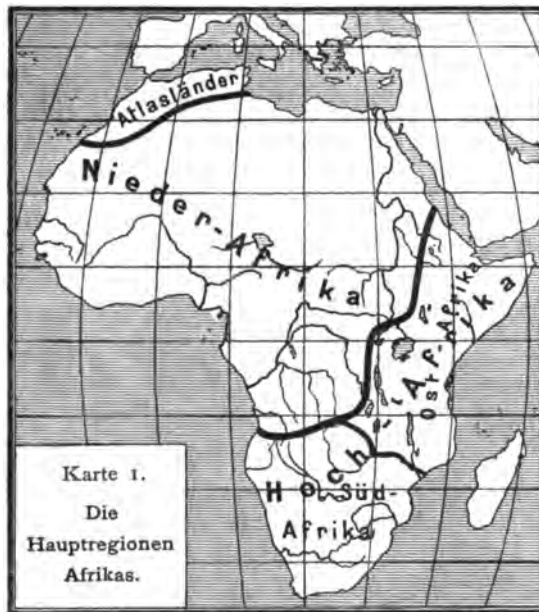 Atlasländer
Nieder-Afrika
Hoch-Afrika
Ost-Afrika
Süd-
Afrika
Karte 1.
Die
Hauptregionen
Afrikas.